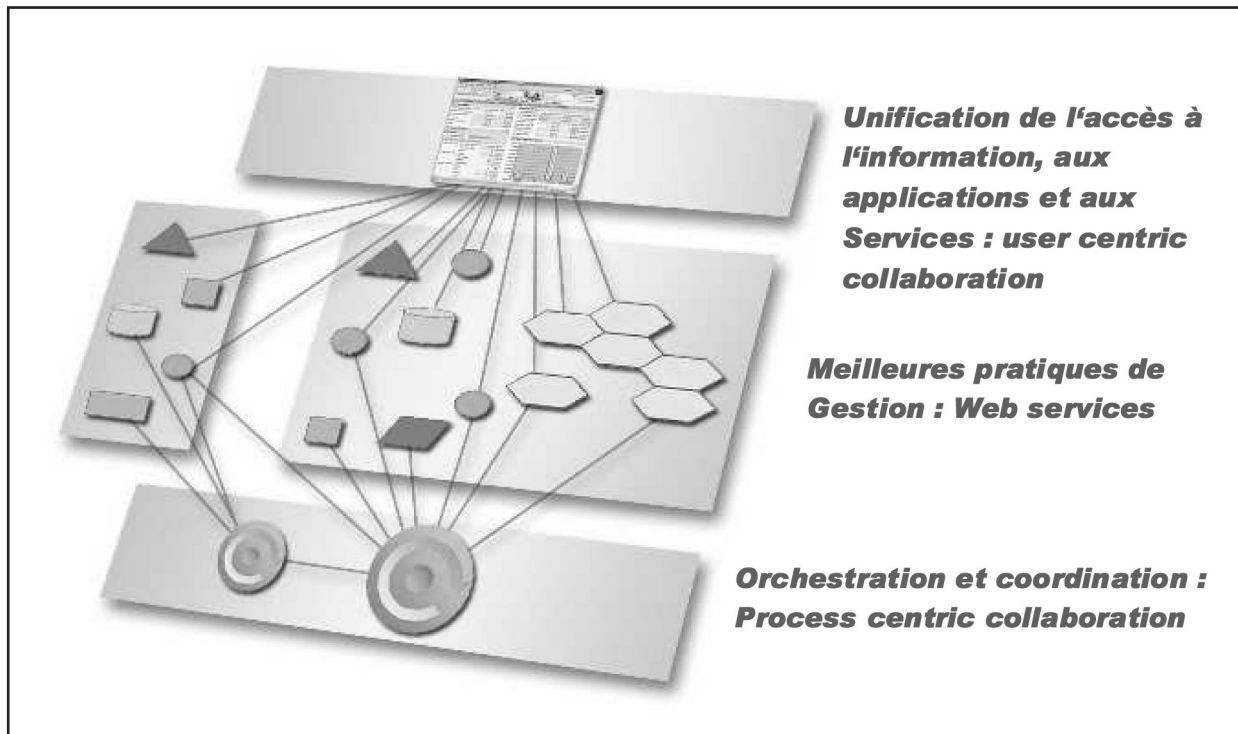 Unification de l‘accès à
l‘information, aux
applications et aux
Services : user centric
collaboration
Meilleures pratiques de
Gestion : Web services
Orchestration et coordination :
Process centric collaboration